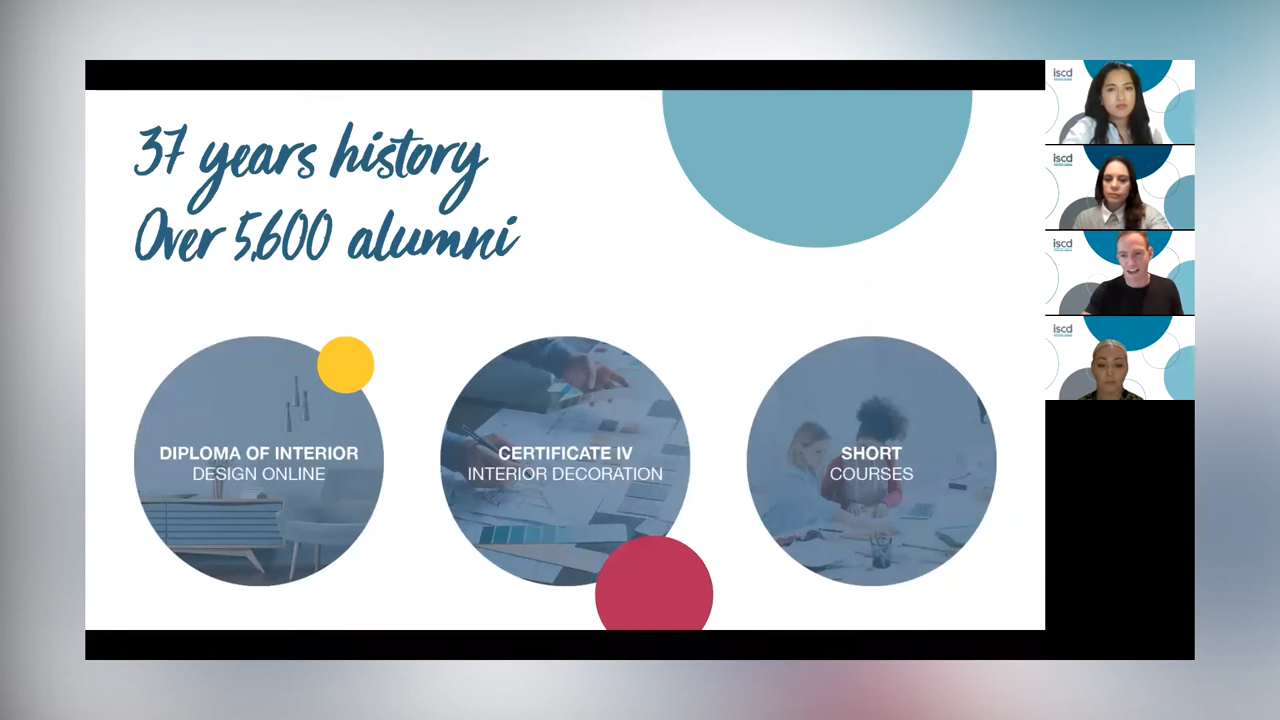 37 years history
Over 5,600 alumni
DIPLOMA OF INTERIOR
DESIGN ONLINE
CERTIFICATE IV
INTERIOR DECORATION
SHORT
COURSES
iscd
iscd
iscd
iscd